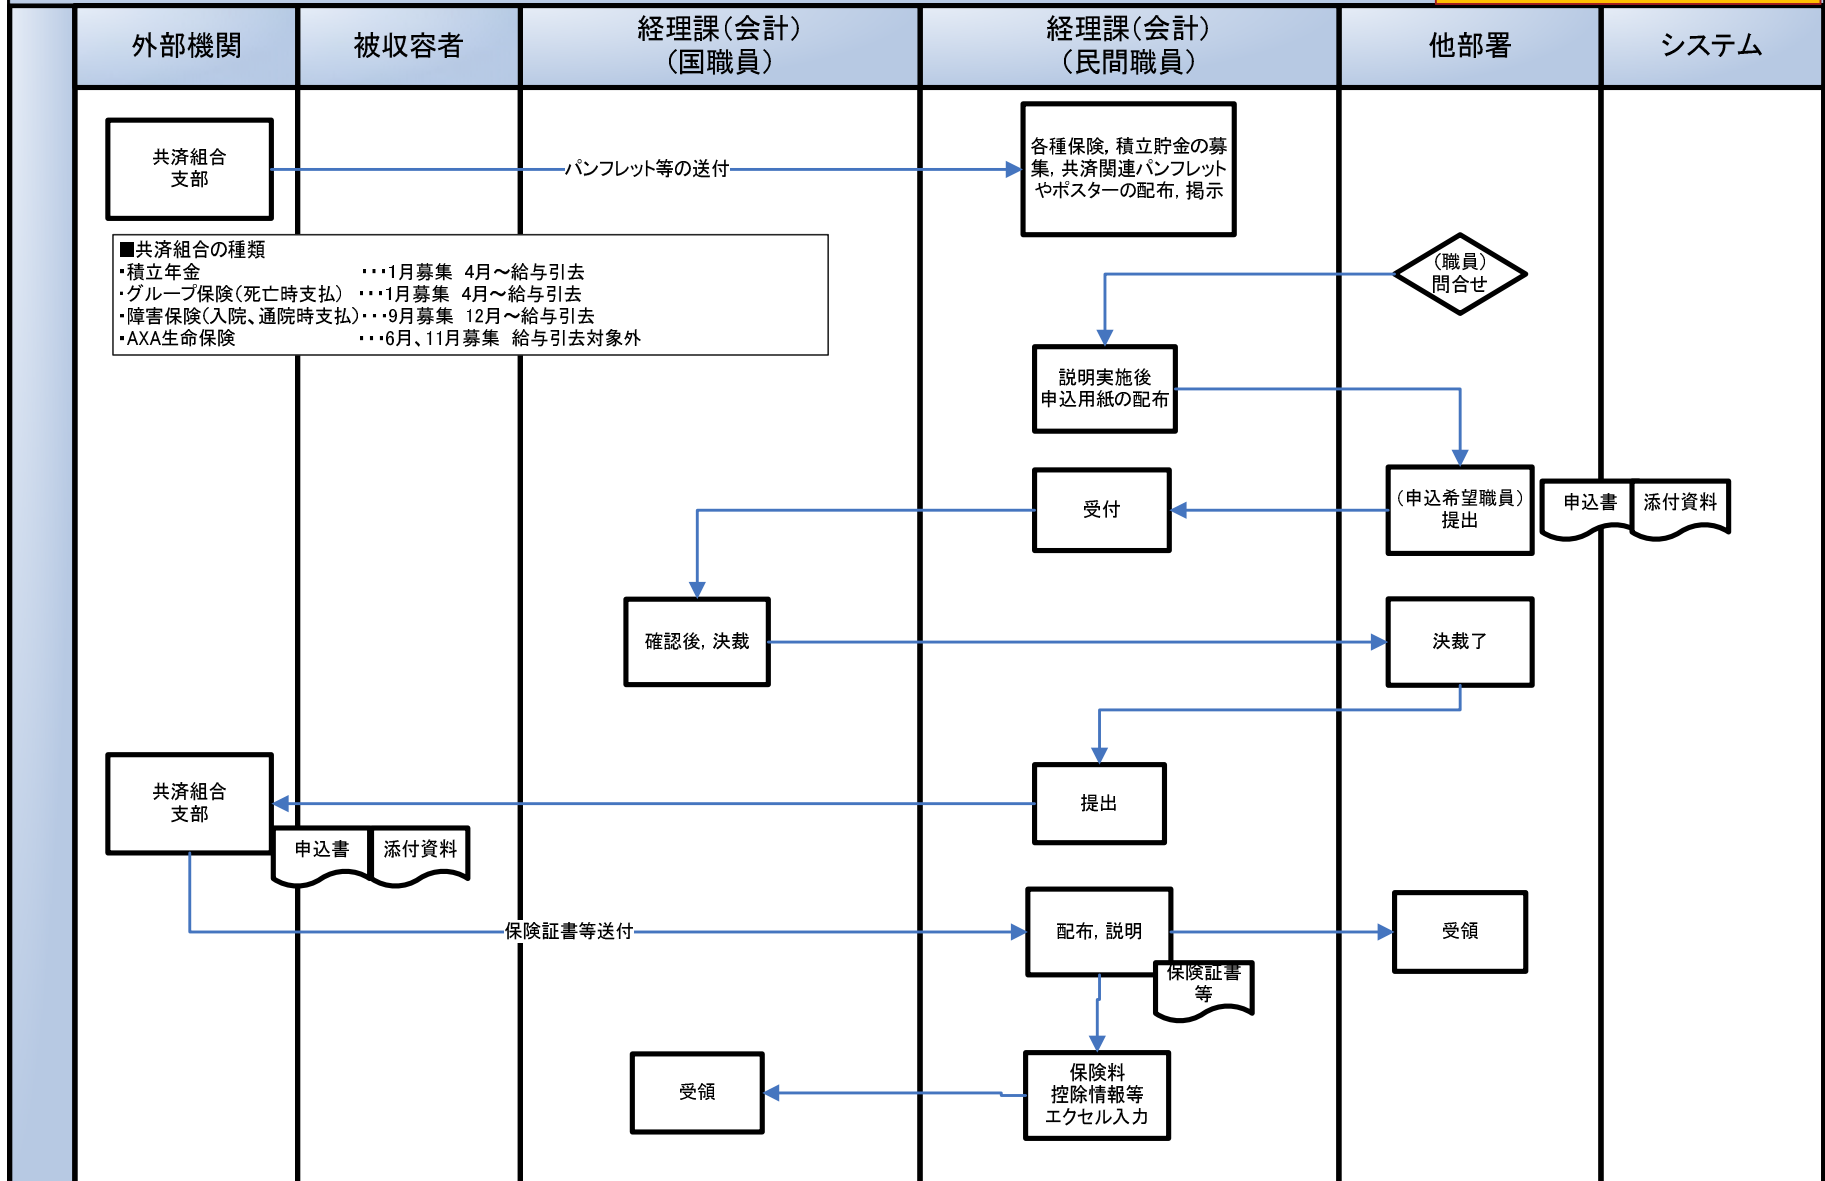 外部機関
被収容者
経理課（会計）
（国職員）
経理課（会計）
（民間職員）
他部署
システム
共済組合
支部
パンフレット等の送付
各種保険，積立貯金の募
集，共済関連パンフレット
やポスターの配布，掲示
■共済組合の種類
・積立年金　　　　　　　　　・・・1月募集　4月～給与引去
・グループ保険（死亡時支払）　・・・1月募集　4月～給与引去
・障害保険（入院、通院時支払）・・・9月募集　12月～給与引去
・AXA生命保険　　　　　　　・・・6月、11月募集　給与引去対象外
（職員）
問合せ
説明実施後
申込用紙の配布
（申込希望職員）
提出
申込書
添付資料
受付
確認後，決裁
決裁了
提出
共済組合
支部
申込書
添付資料
保険証書等送付
配布，説明
受領
保険証書
等
保険料
控除情報等
エクセル入力
受領